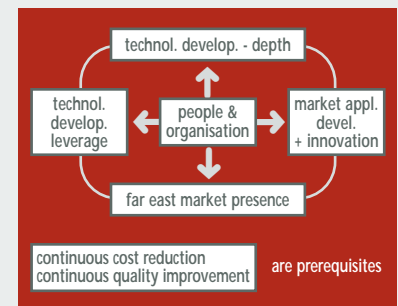 technol. develop. - depth
technol.
develop.
leverage
people &
organisation
market appl.
devel.
+ innovation
far east market presence
continuous cost reduction
continuous quality improvement
are prerequisites